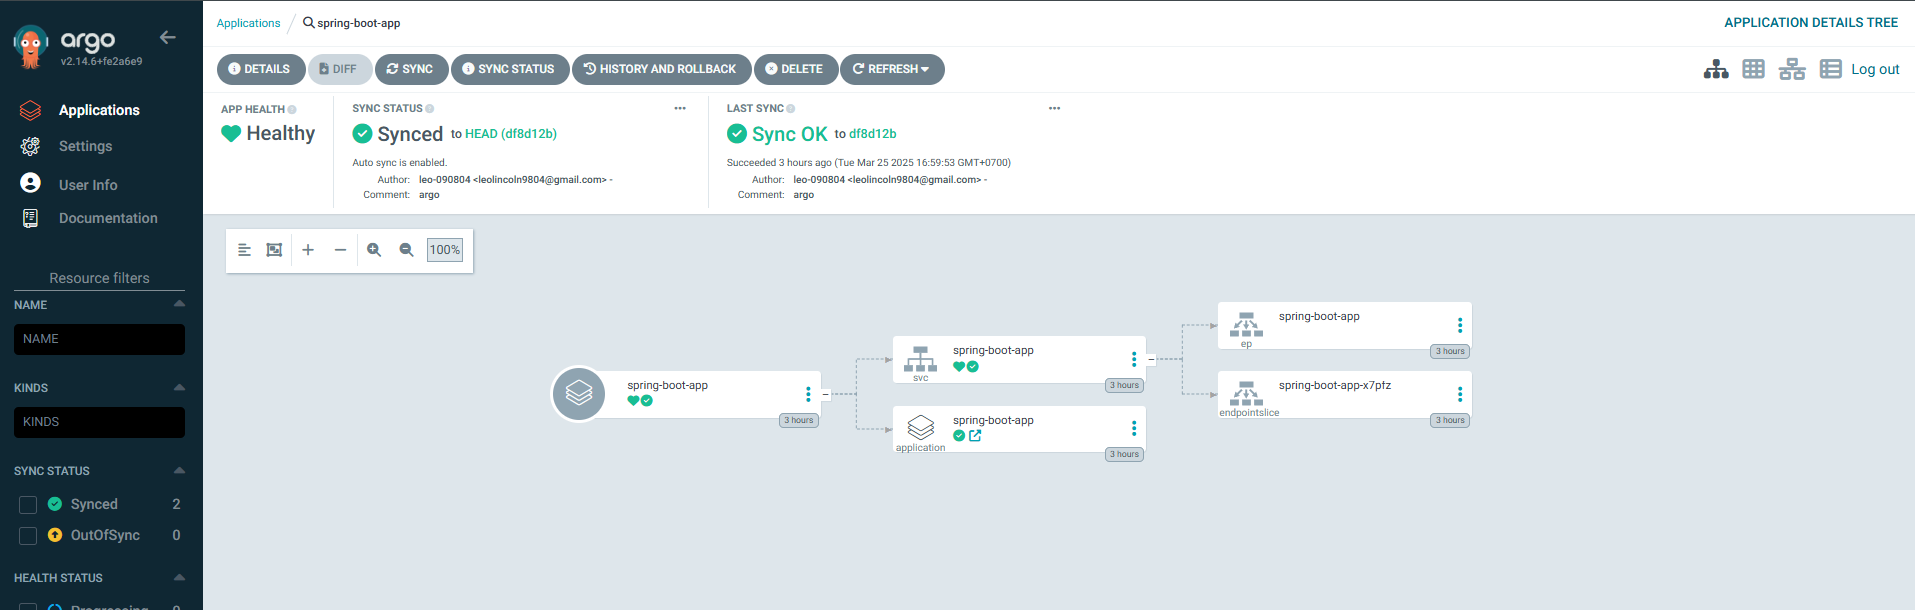 argo
v2.14.6+fe2a6e9
Applications
Settings
User Info
Documentation
Resource filters
NAME
NAME
KINDS
KINDS
SYNC STATUS
Synced 2
OutOfSync 0
HEALTH STATUS
Progressing 0
Applications / spring-boot-app
APPLICATION DETAILS TREE
DETAILS DIFF SYNC SYNC STATUS HISTORY AND ROLLBACK DELETE REFRESH
Log out
APP HEALTH
Healthy
SYNC STATUS
Synced to HEAD (df8d12b)
Auto sync is enabled.
Author: leo-090804 <leolincoln9804@gmail.com> -
Comment: argo
LAST SYNC
Sync OK to df8d12b
Succeeded 3 hours ago (Tue Mar 25 2025 16:59:53 GMT+0700)
Author: leo-090804 <leolincoln9804@gmail.com> -
Comment: argo
100%
spring-boot-app
3 hours
spring-boot-app
svc
3 hours
spring-boot-app
application
3 hours
spring-boot-app
ep
3 hours
spring-boot-app-x7pfz
endpointslice
3 hours